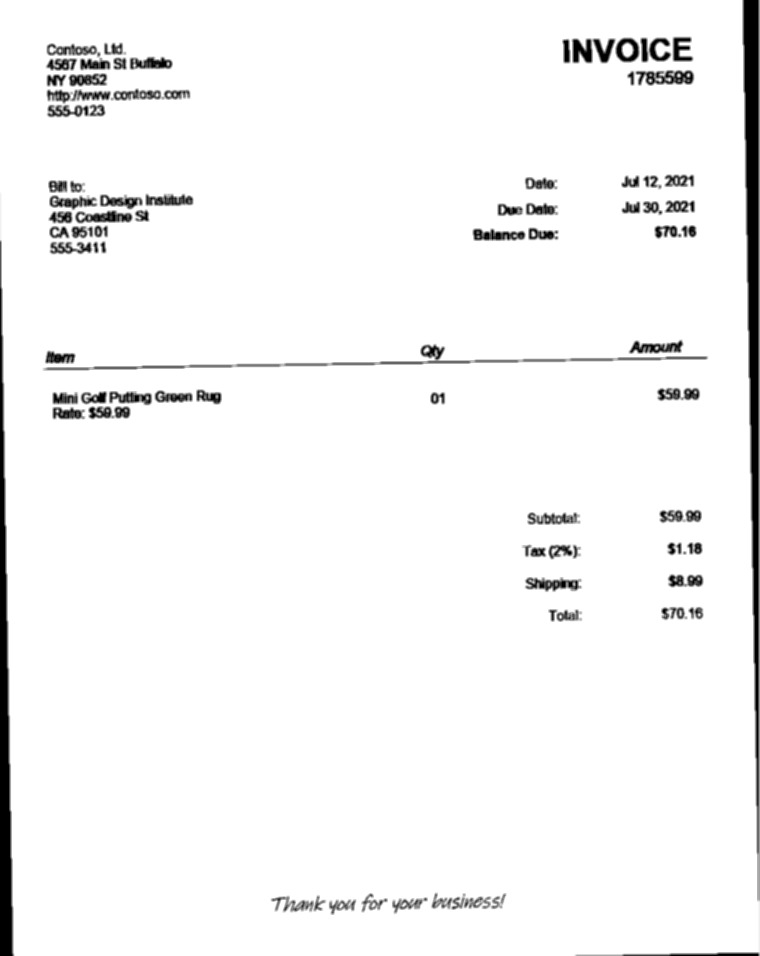 Contoso, Ltd.
4567 Main St Buffalo
NY 90852
http://www.contoso.com
555-0123
INVOICE
1785599
Bill to:
Graphic Design Institute
456 Coastline St
CA 95101
555-3411
Date: Jul 12, 2021
Due Date: Jul 30, 2021
Balance Due: $70.16
Item Qty Amount
Mini Golf Putting Green Rug 01 $59.99
Rate: $59.99
Subtotal: $59.99
Tax (2%): $1.18
Shipping: $8.99
Total: $70.16
Thank you for your business!